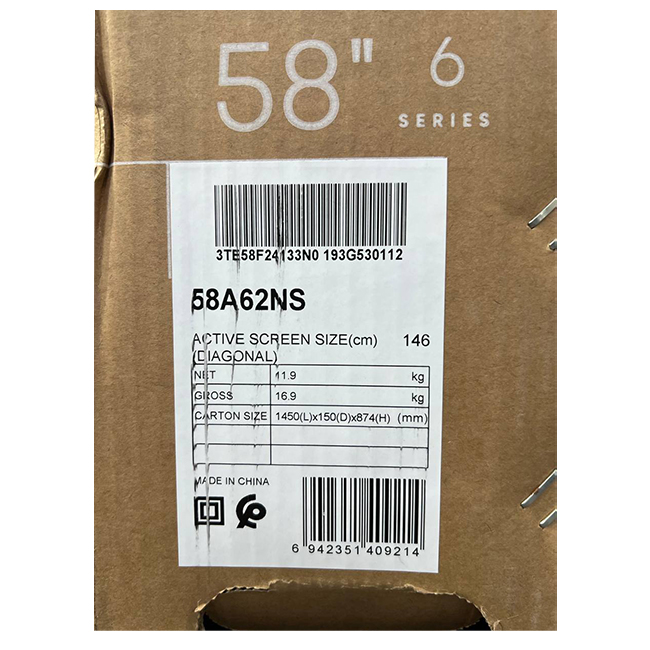 58" 6
SERIES
3TE58F24133N0 193G530112
58A62NS
ACTIVE SCREEN SIZE(cm) 146
(DIAGONAL)
NET 11.9 kg
GROSS 16.9 kg
CARTON SIZE 1450(L)x150(D)x874(H) (mm)
MADE IN CHINA
6 942351 409214